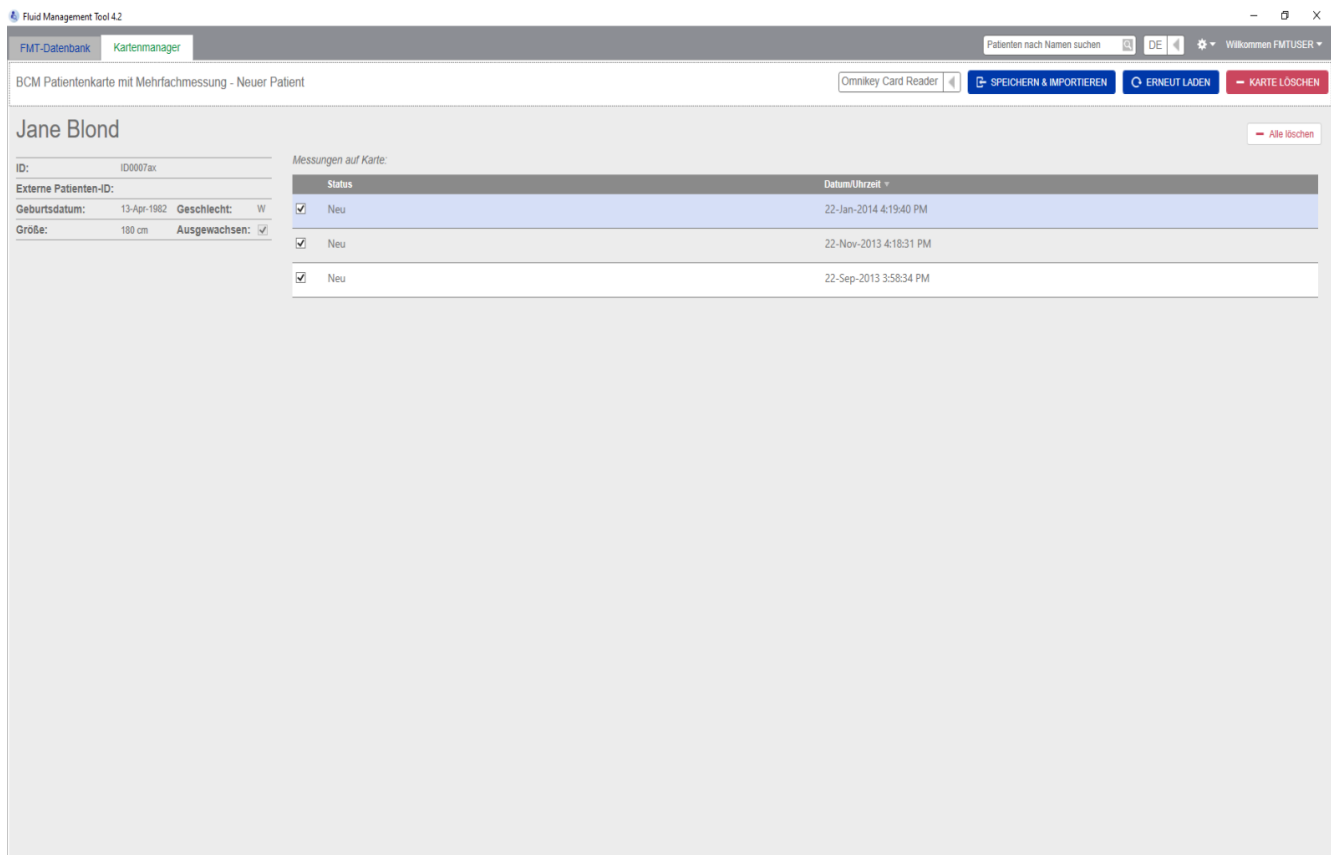 Fluid Management Tool 4.2
FMT-Datenbank Kartenmanager Patienten nach Namen suchen DE Willkommen FMTUSER
BCM Patientenkarte mit Mehrfachmessung - Neuer Patient Omnikey Card Reader SPEICHERN & IMPORTIEREN ERNEUT LADEN KARTE LÖSCHEN
Jane Blond
Alle löschen
ID: ID0007ax
Externe Patienten-ID:
Geburtsdatum: 13-Apr-1982 Geschlecht: W
Größe: 180 cm Ausgewachsen:
Messungen auf Karte:
Status Datum/Uhrzeit
Neu 22-Jan-2014 4:19:40 PM
Neu 22-Nov-2013 4:18:31 PM
Neu 22-Sep-2013 3:58:34 PM